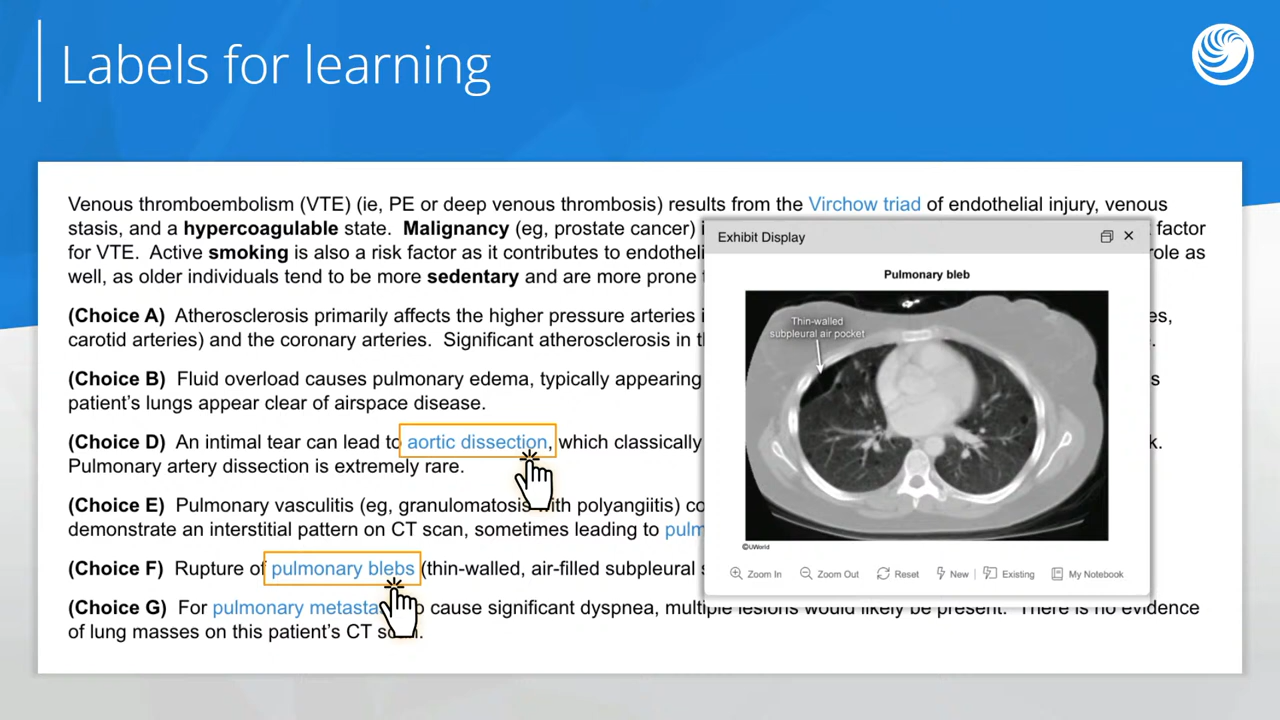 Labels for learning
Venous thromboembolism (VTE) (ie, PE or deep venous thrombosis) results from the Virchow triad of endothelial injury, venous
stasis, and a hypercoagulable state. Malignancy (eg, prostate cancer) factor
for VTE. Active smoking is also a risk factor as it contributes to role as
well, as older individuals tend to be more sedentary and are more prone
(Choice A) Atherosclerosis primarily affects the higher pressure arteries
carotid arteries) and the coronary arteries. Significant atherosclerosis in
(Choice B) Fluid overload causes pulmonary edema, typically appearing
patient's lungs appear clear of airspace disease.
(Choice D) An intimal tear can lead to aortic dissection, which classically
Pulmonary artery dissection is extremely rare.
(Choice E) Pulmonary vasculitis (eg, granulomatosis with polyangiitis)
demonstrate an interstitial pattern on CT scan, sometimes leading to
(Choice F) Rupture of pulmonary blebs (thin-walled, air-filled subpleural
(Choice G) For pulmonary cause significant dyspnea, multiple lesions would likely be present. There is no evidence
of lung masses on this patient's CT scan.
Exhibit Display
Pulmonary bleb
Thin-walled
subpleural air pocket
©UWorld
Zoom In Zoom Out Reset New Existing My Notebook